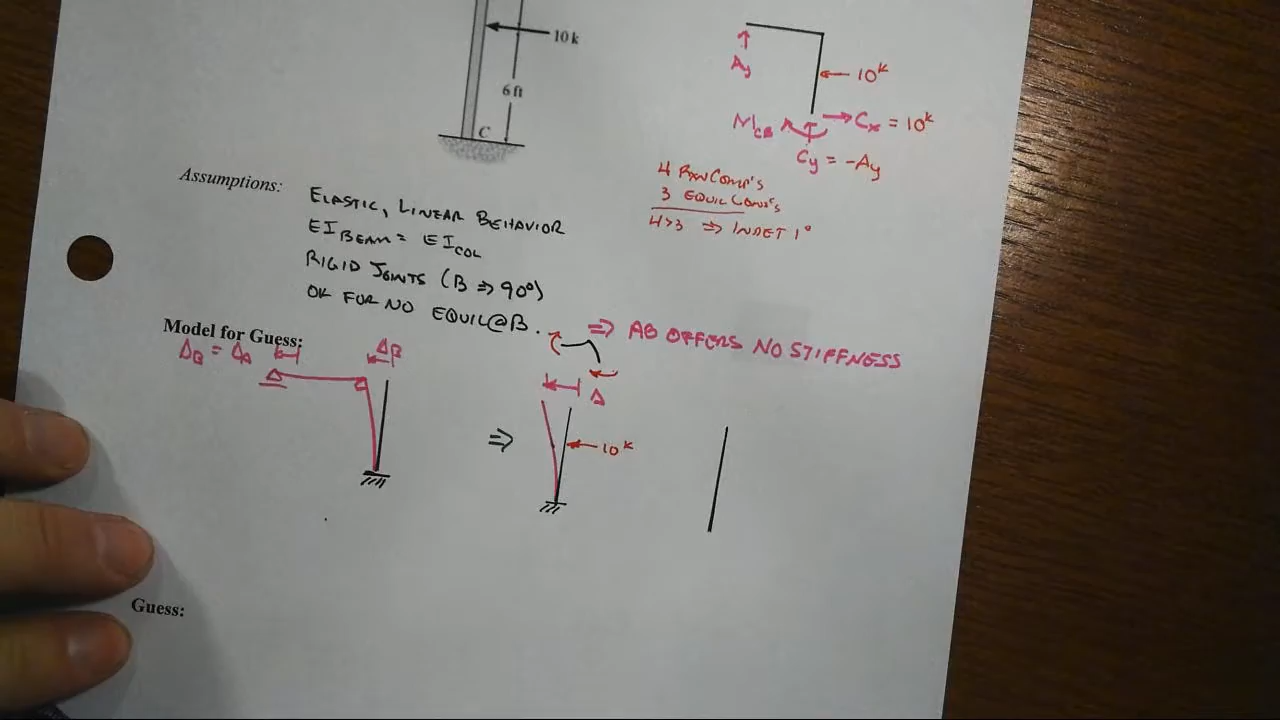 10 k
6 ft
C
Ay
10ᵏ
M_CB
→ Cx = 10ᵏ
Cy = -Ay
4 RXN COMP'S
3 EQUIL COND'S
4>3 ⇒ INDET 1°
Assumptions:
ELASTIC, LINEAR BEHAVIOR
EI BEAM = EI COL
RIGID JOINTS (B ⇒ 90°)
OK FOR NO EQUIL@B.
⇒ AB OFFERS NO STIFFNESS
Model for Guess:
ΔB = ΔA
ΔB
Δ
⇒
10ᵏ
Guess: